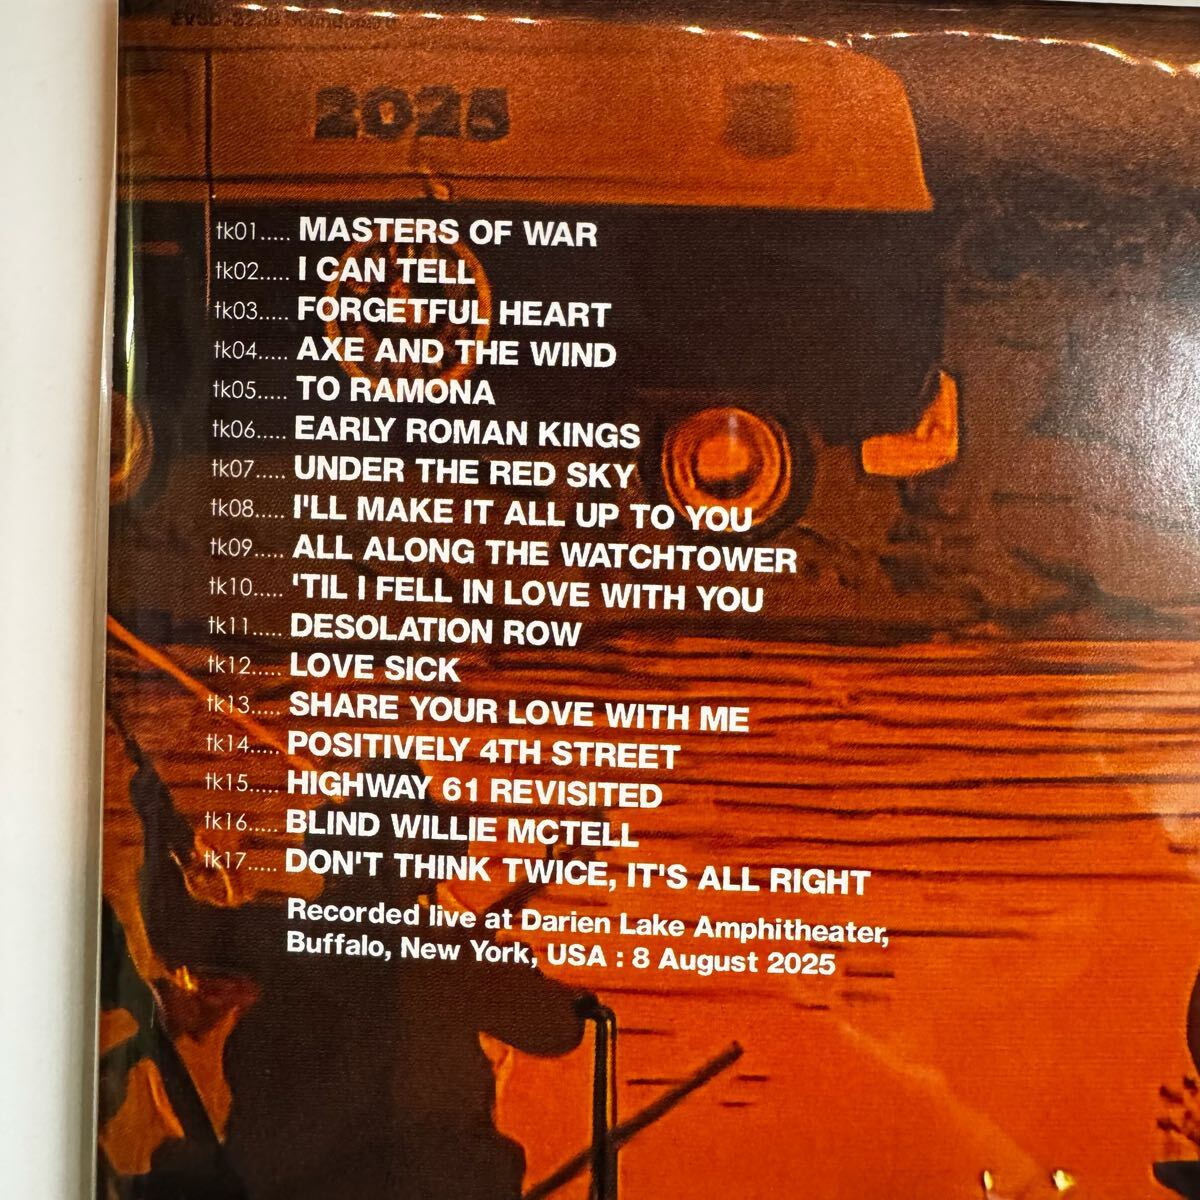 2025
tk01..... MASTERS OF WAR
tk02..... I CAN TELL
tk03..... FORGETFUL HEART
tk04..... AXE AND THE WIND
tk05..... TO RAMONA
tk06..... EARLY ROMAN KINGS
tk07..... UNDER THE RED SKY
tk08..... I'LL MAKE IT ALL UP TO YOU
tk09..... ALL ALONG THE WATCHTOWER
tk10..... 'TIL I FELL IN LOVE WITH YOU
tk11..... DESOLATION ROW
tk12..... LOVE SICK
tk13..... SHARE YOUR LOVE WITH ME
tk14..... POSITIVELY 4TH STREET
tk15..... HIGHWAY 61 REVISITED
tk16..... BLIND WILLIE MCTELL
tk17..... DON'T THINK TWICE, IT'S ALL RIGHT
Recorded live at Darien Lake Amphitheater,
Buffalo, New York, USA : 8 August 2025